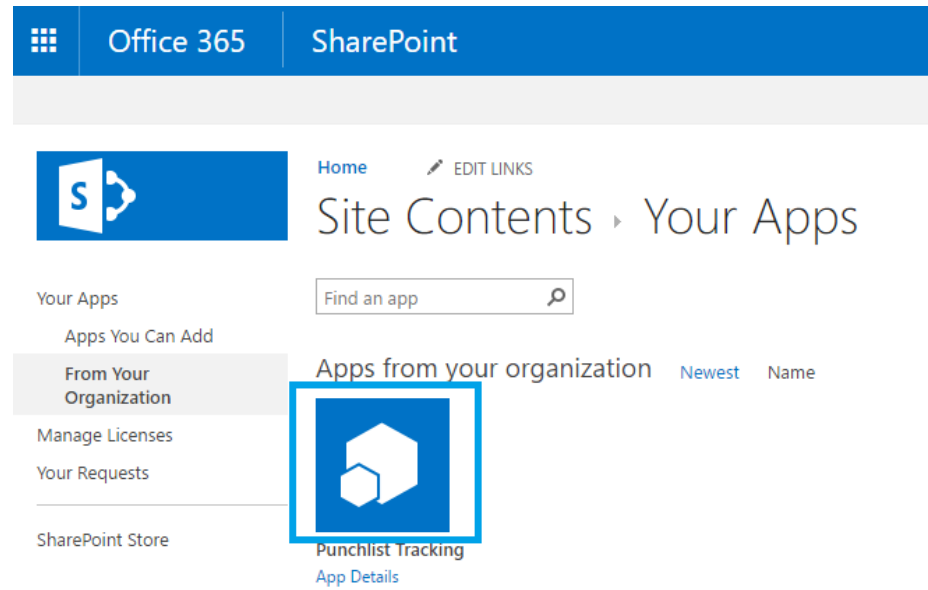 Office 365 SharePoint
S
Home EDIT LINKS
Site Contents Your Apps
Your Apps
Apps You Can Add
From Your
Organization
Manage Licenses
Your Requests
SharePoint Store
Find an app
Apps from your organization Newest Name
Punchlist Tracking
App Details